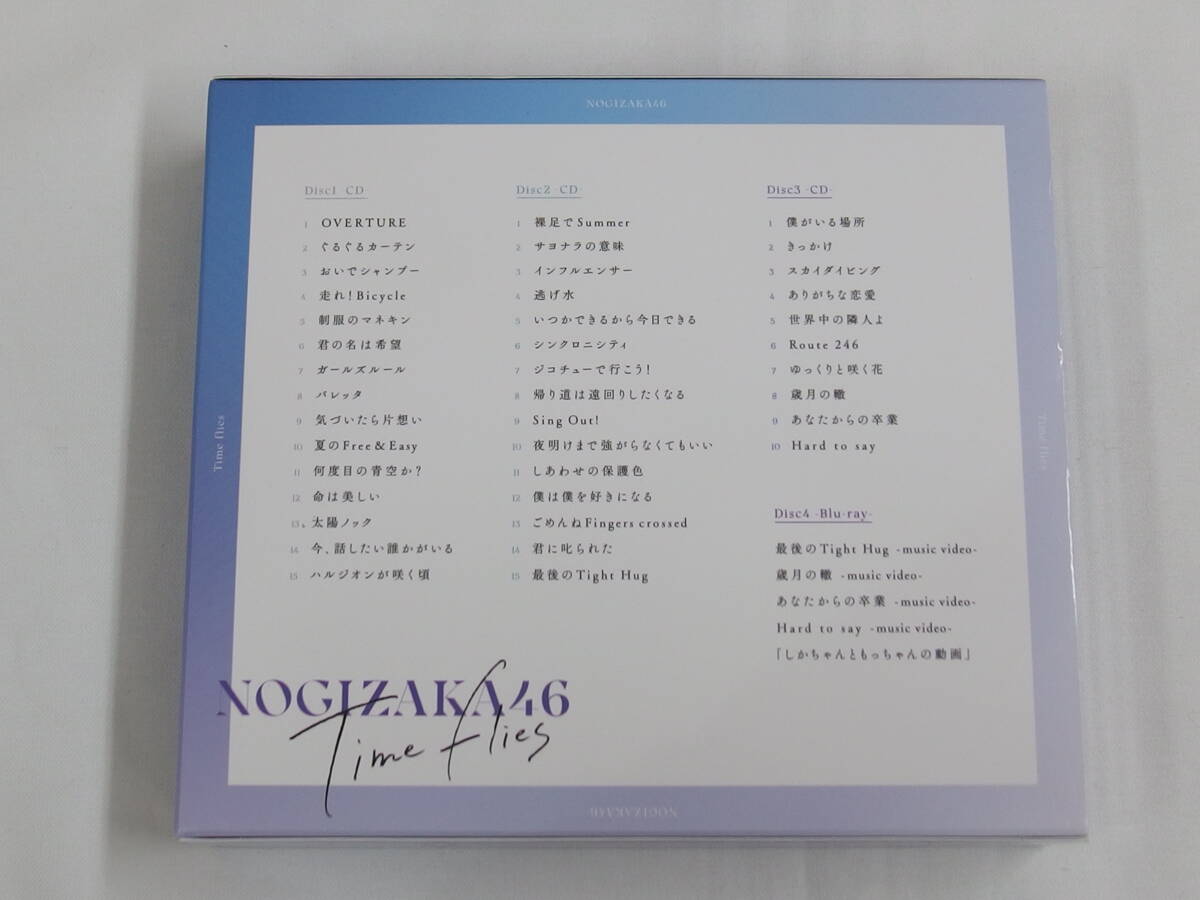 NOGIZAKA46
Time flies
Disc1 CD
1 OVERTURE
2 ぐるぐるカーテン
3 おいでシャンプー
4 走れ!Bicycle
5 制服のマネキン
6 君の名は希望
7 ガールズルール
8 バレッタ
9 気づいたら片想い
10 夏のFree&Easy
11 何度目の青空か?
12 命は美しい
13 太陽ノック
14 今、話したい誰かがいる
15 ハルジオンが咲く頃
Disc2 -CD-
1 裸足でSummer
2 サヨナラの意味
3 インフルエンサー
4 逃げ水
5 いつかできるから今日できる
6 シンクロニシティ
7 ジコチューで行こう!
8 帰り道は遠回りしたくなる
9 Sing Out!
10 夜明けまで強がらなくてもいい
11 しあわせの保護色
12 僕は僕を好きになる
13 ごめんねFingers crossed
14 君に叱られた
15 最後のTight Hug
Disc3 -CD-
1 僕がいる場所
2 きっかけ
3 スカイダイビング
4 ありがちな恋愛
5 世界中の隣人よ
6 Route 246
7 ゆっくりと咲く花
8 歳月の轍
9 あなたからの卒業
10 Hard to say
Disc4 -Blu-ray-
最後のTight Hug -music video-
歳月の轍 -music video-
あなたからの卒業 -music video-
Hard to say -music video-
「しかちゃんともっちゃんの動画」
Time flies
NOGIZAKA46
Time flies
NOGIZAKA46